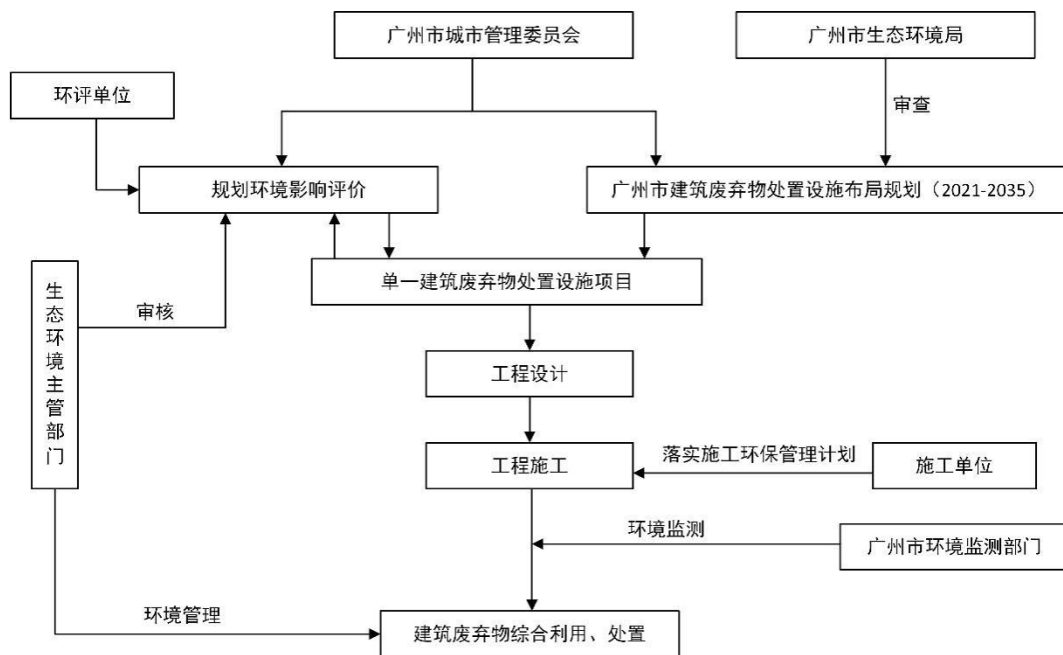 广州市城市管理委员会
广州市生态环境局
环评单位
审查
规划环境影响评价
广州市建筑废弃物处置设施布局规划（2021-2035）
单一建筑废弃物处置设施项目
生态环境主管部门
审核
工程设计
工程施工
落实施工环保管理计划
施工单位
环境监测
广州市环境监测部门
环境管理
建筑废弃物综合利用、处置